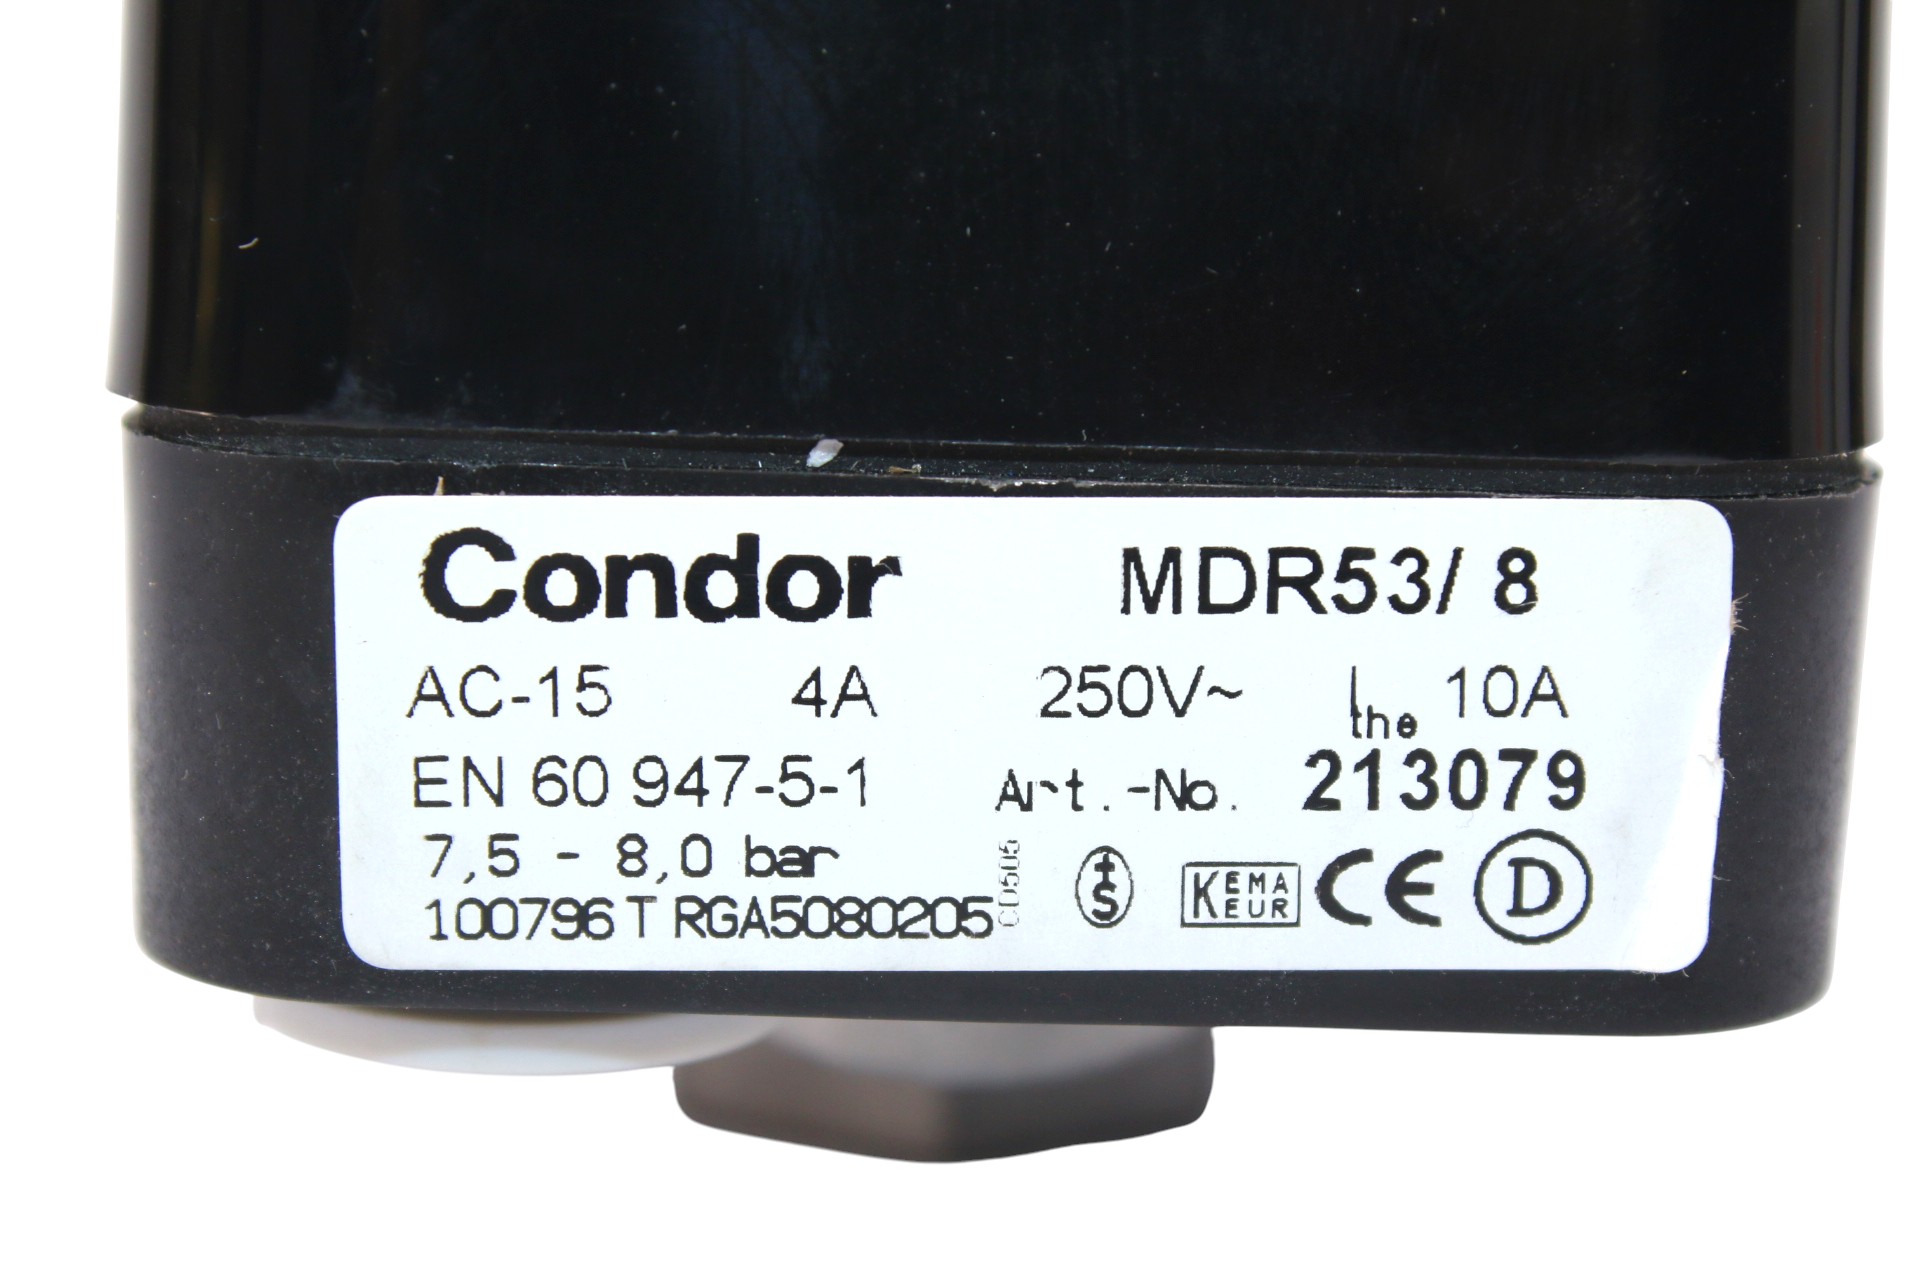 Condor MDR53/ 8
AC-15 4A 250V~ Ithe 10A
EN 60 947-5-1 Art.-No. 213079
7,5 - 8,0 bar
100796 T RGA5080205
CD505
+S KEMA KEUR CE D